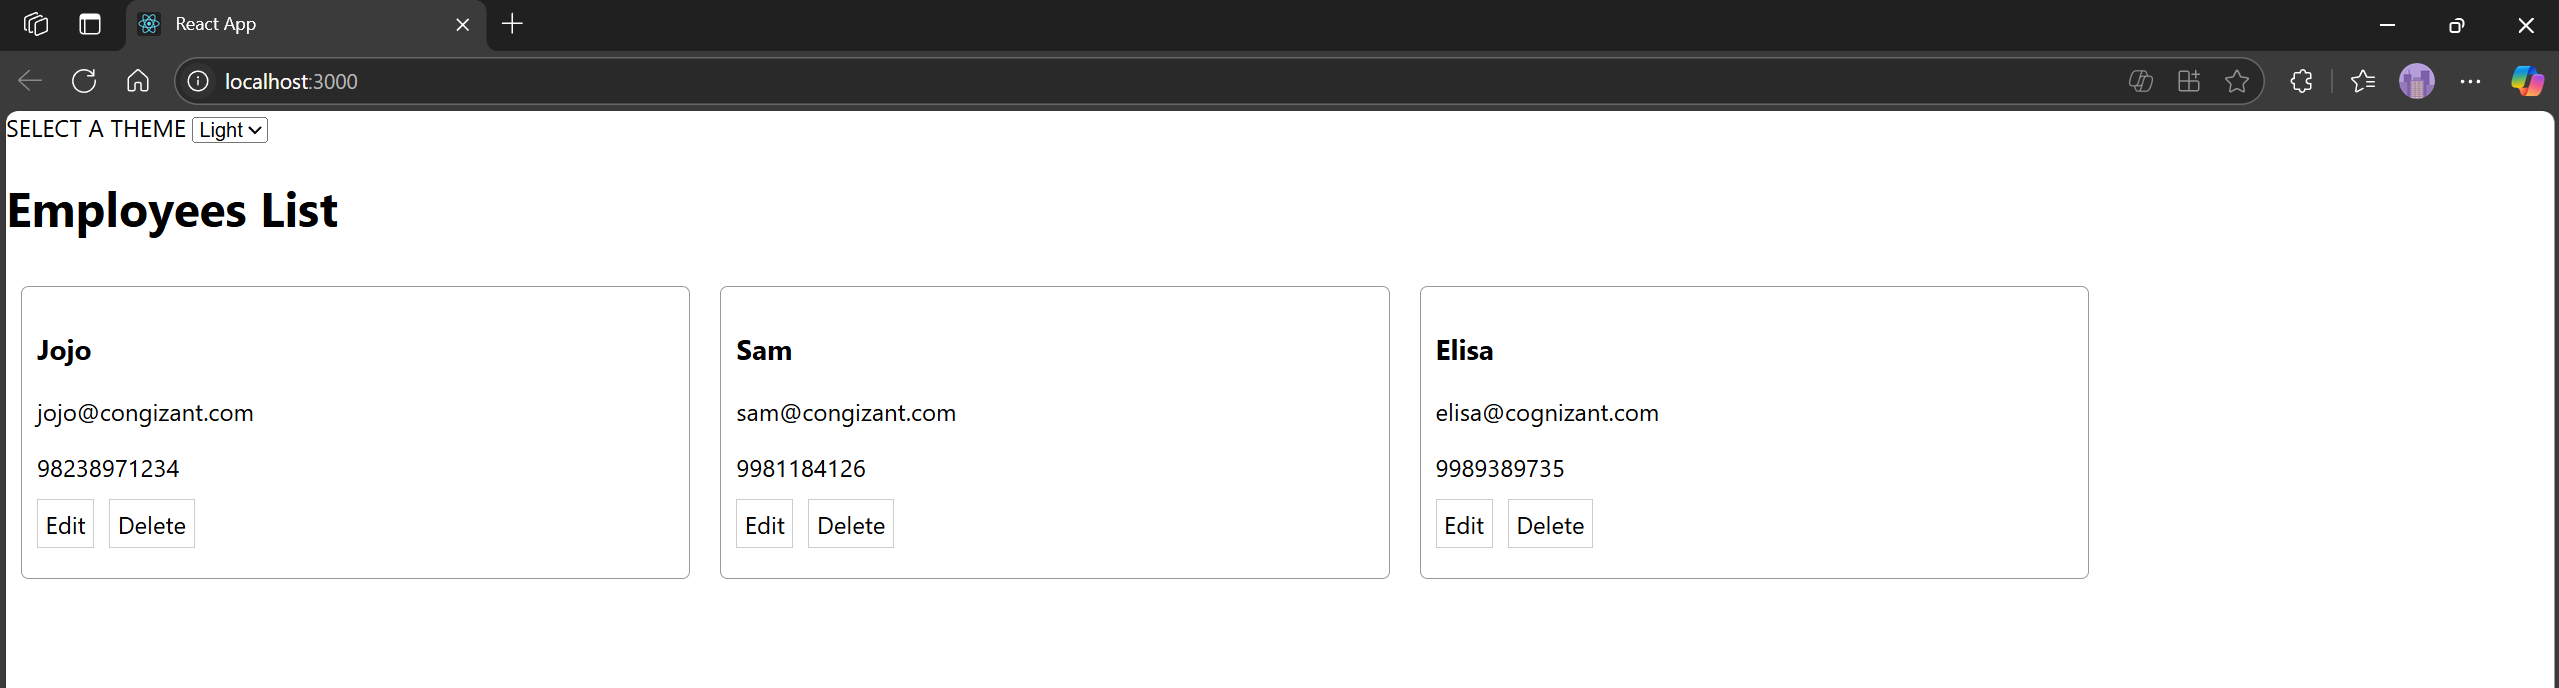 React App
localhost:3000
SELECT A THEME Light
Employees List
Jojo
jojo@congizant.com
98238971234
Edit Delete
Sam
sam@congizant.com
9981184126
Edit Delete
Elisa
elisa@cognizant.com
9989389735
Edit Delete